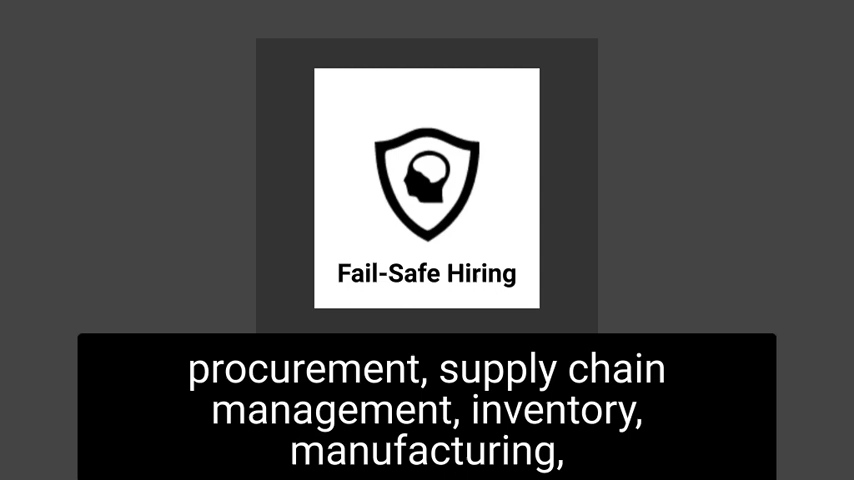 Fail-Safe Hiring
procurement, supply chain
management, inventory,
manufacturing,